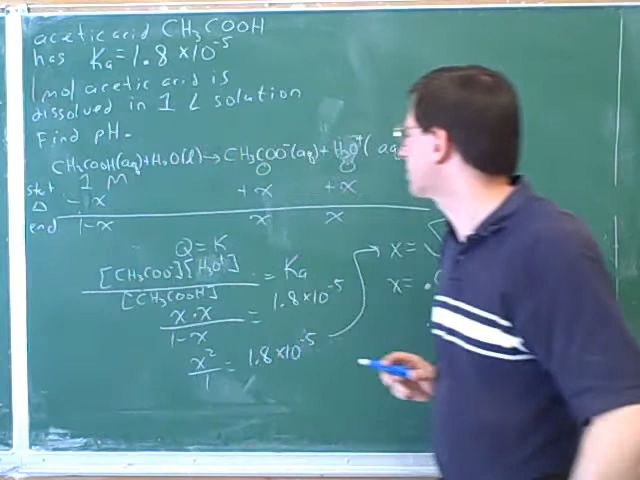 acetic acid CH₃COOH
has Ka = 1.8 × 10⁻⁵
1 mol acetic acid is
dissolved in 1 L solution
Find pH.
CH₃COOH(aq) + H₂O(l) → CH₃COO⁻(aq) + H₃O⁺(aq
start 1 M 0 0
Δ -x +x +x
end 1-x x x
Q = K
[CH₃COO⁻][H₃O⁺] / [CH₃COOH] = Ka
x·x / 1-x = 1.8×10⁻⁵
x² / 1 = 1.8×10⁻⁵
x = √
x = .